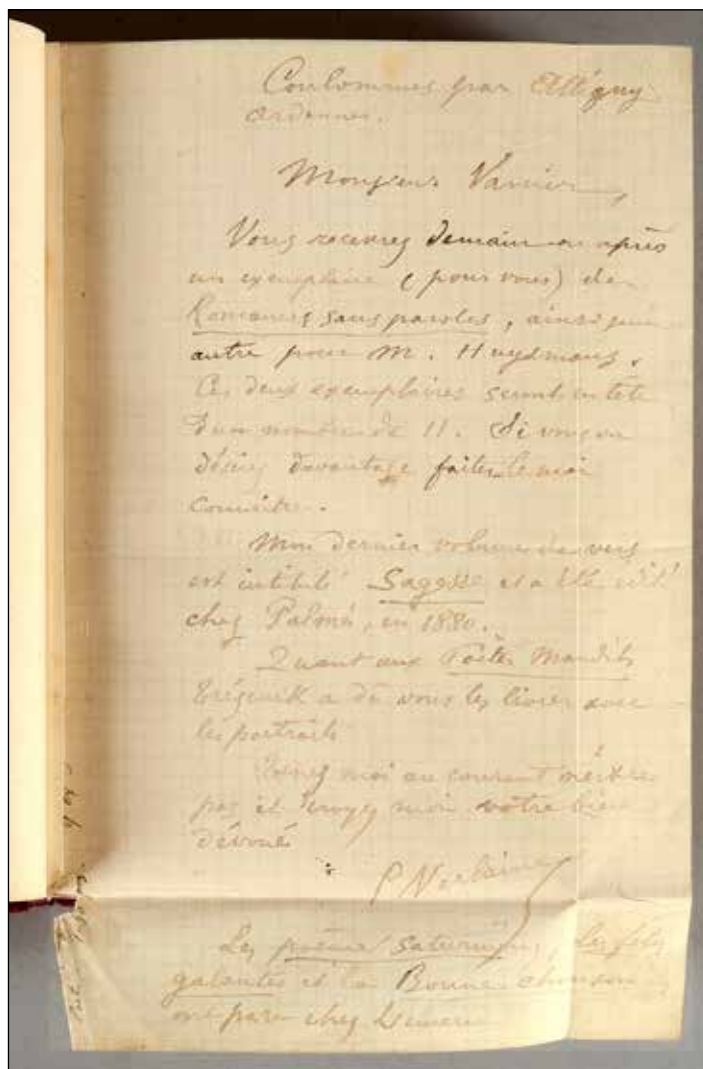 Coulommes par Attigny
Ardennes.
Monsieur Vanier,
Vous recevrez demain ou après
un exemplaire (pour vous) de
Romances sans paroles, ainsi qu'un
autre pour M. Huysmans.
Ces deux exemplaires seront en tête
d'un nombre de 11. Si vous en
désirez davantage faites le moi
connaître.
Mon dernier volume de vers
est intitulé Sagesse et a été édité
chez Palmé, en 1880.
Quant aux Poètes Maudits
Trézenik a dû vous les livrer avec
les portraits
Tenez moi au courant n'est-ce
pas et croyez moi votre bien
dévoué
P Verlaine
Les poèmes Saturniens, Les fêtes
galantes et la Bonne chanson
ont paru chez Lemerre